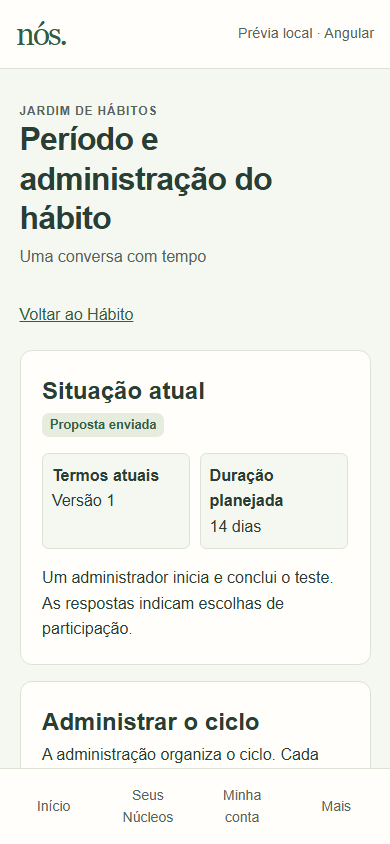 nós.
Prévia local · Angular
JARDIM DE HÁBITOS
Período e
administração do
hábito
Uma conversa com tempo
Voltar ao Hábito
Situação atual
Proposta enviada
Termos atuais
Versão 1
Duração
planejada
14 dias
Um administrador inicia e conclui o teste.
As respostas indicam escolhas de
participação.
Administrar o ciclo
A administração organiza o ciclo. Cada
Início
Seus
Núcleos
Minha
conta
Mais